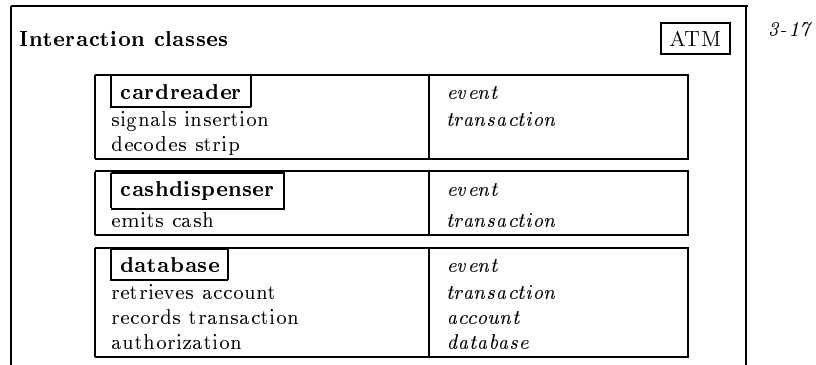 Interaction classes ATM 3-17
cardreader event
signals insertion transaction
decodes strip
cashdispenser event
emits cash transaction
database event
retrieves account transaction
records transaction account
authorization database